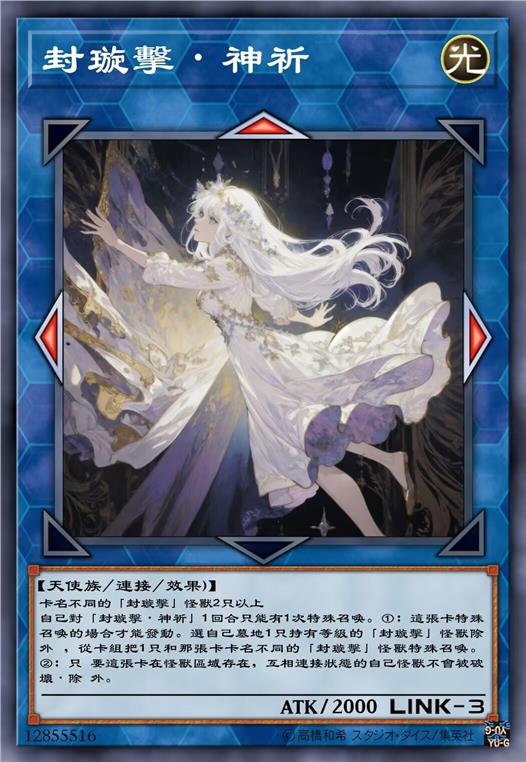 封璇擊・神祈
光
【天使族/連接/效果)】
卡名不同的「封璇擊」怪獸2只以上
自己對「封璇擊・神祈」1回合只能有1次特殊召喚。①：這張卡特殊
召喚的場合才能發動。選自己墓地1只持有等級的「封璇擊」怪獸除
外 ，從卡組把1只和那張卡卡名不同的「封璇擊」怪獸特殊召喚。
②：只 要這張卡在怪獸區域存在，互相連接狀態的自己怪獸不會被破
壞・除 外。
ATK/2000 LINK-3
12855516 ©高橋和希 スタジオ・ダイス/集英社
YU-G